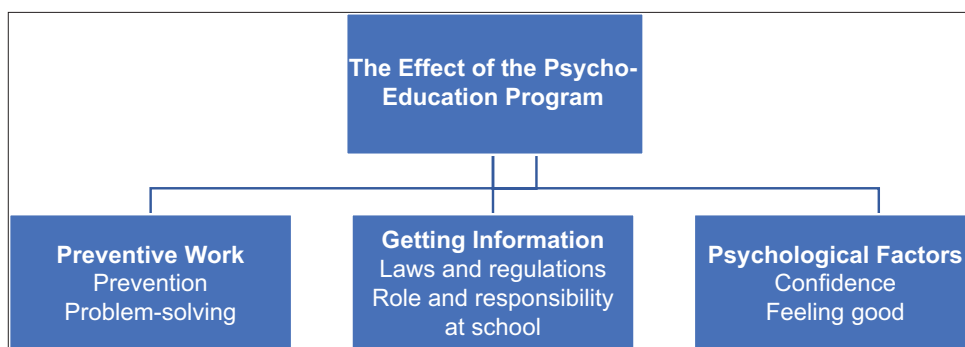 The Effect of the Psycho-
Education Program
Preventive Work
Prevention
Problem-solving
Getting Information
Laws and regulations
Role and responsibility
at school
Psychological Factors
Confidence
Feeling good